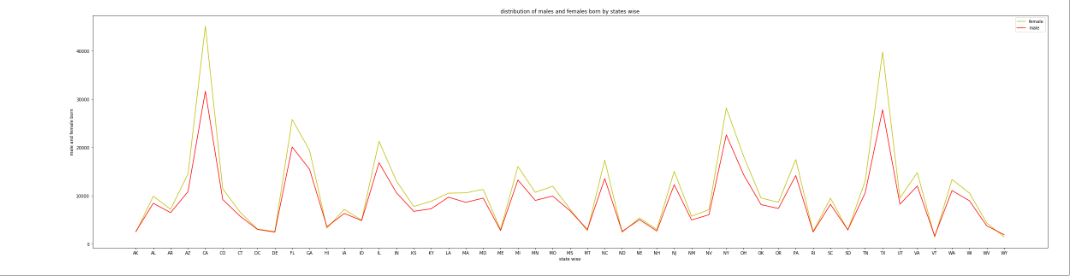 distribution of males and females born by states wise
female
male
male and female born
40000
30000
20000
10000
0
AK AL AR AZ CA CO CT DC DE FL GA HI IA ID IL IN KS KY LA MA MD ME MI MN MO MS MT NC ND NE NH NJ NM NV NY OH OK OR PA RI SC SD TN TX UT VA VT WA WI WV WY
state wise